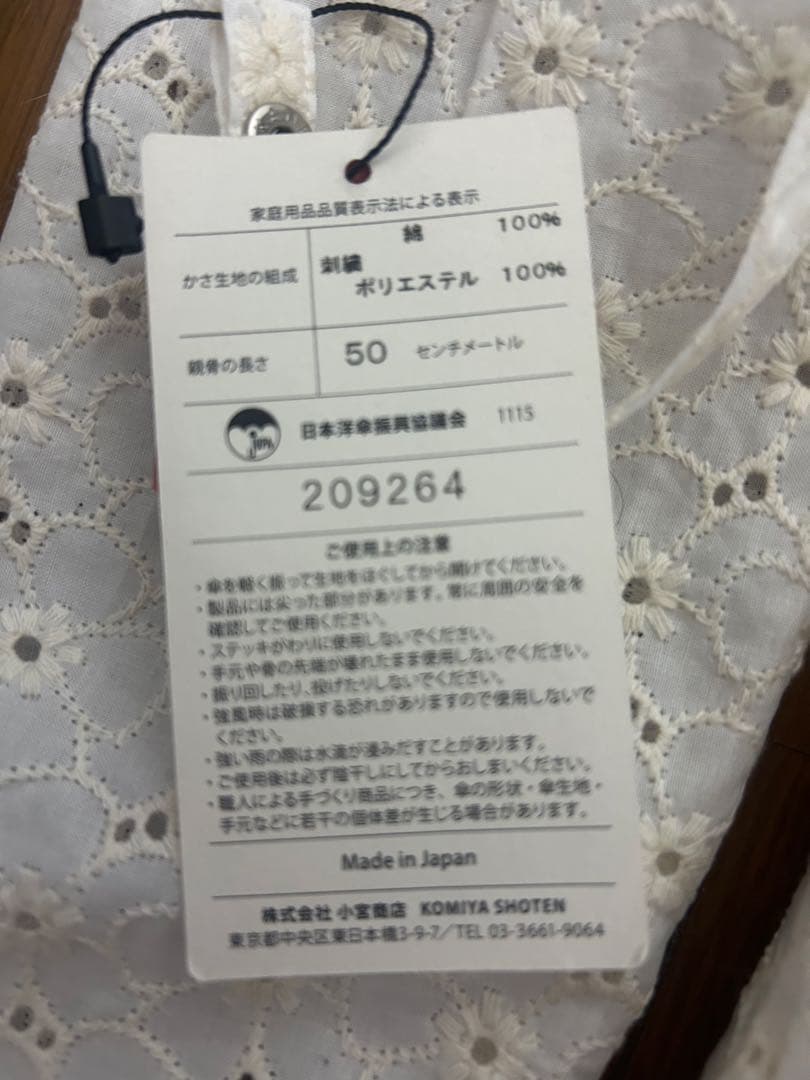 家庭用品品質表示法による表示
かさ生地の組成
綿 100%
刺繍
ポリエステル 100%
親骨の長さ 50 センチメートル
JUPA 日本洋傘振興協議会 1115
209264
ご使用上の注意
・傘を軽く振って生地をほぐしてから開けてください。
・製品には尖った部分があります。常に周囲の安全を
確認してご使用ください。
・ステッキがわりに使用しないでください。
・手元や骨の先端が壊れたまま使用しないでください。
・振り回したり、投げたりしないでください。
・強風時は破損する恐れがありますので使用しないで
ください。
・強い雨の際は水滴が浸みだすことがあります。
・ご使用後は必ず陰干しにしてからおしまいください。
・職人による手づくり商品につき、傘の形状・傘生地・
手元などに若干の個体差が生じる場合があります。
Made in Japan
株式会社 小宮商店 KOMIYA SHOTEN
東京都中央区東日本橋3-9-7／TEL 03-3661-9064